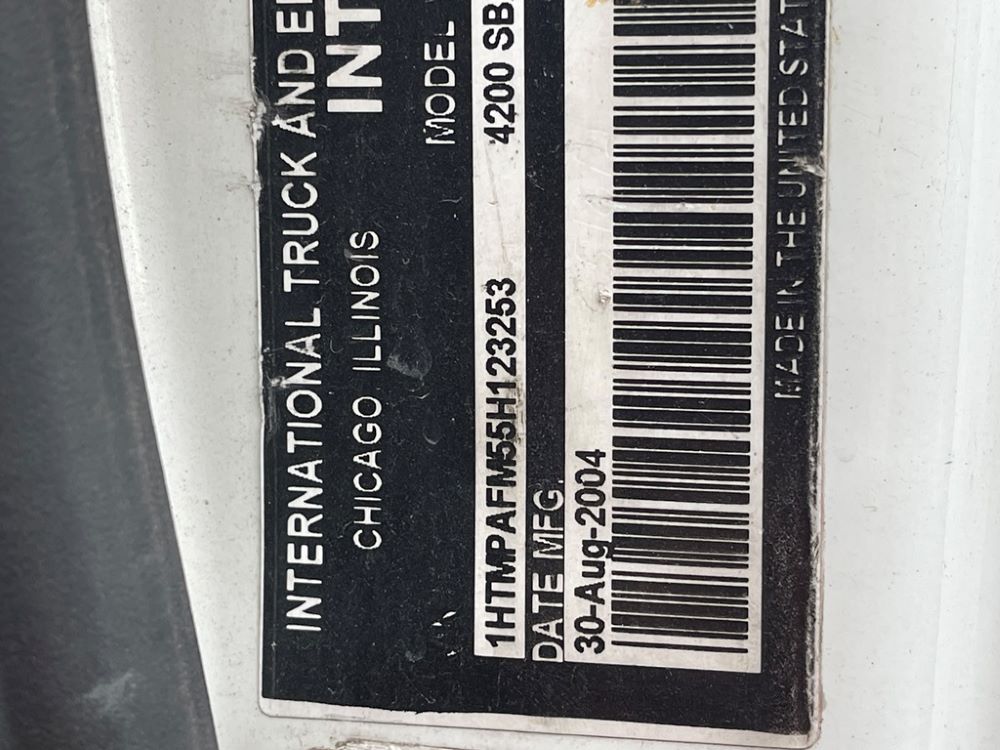 INTERNATIONAL TRUCK AND
INT
CHICAGO ILLINOIS
MODEL
1HTMPAFM55H123253 4200 SB
DATE MFG.
30-Aug-2004
MADE IN THE UNITED STAT